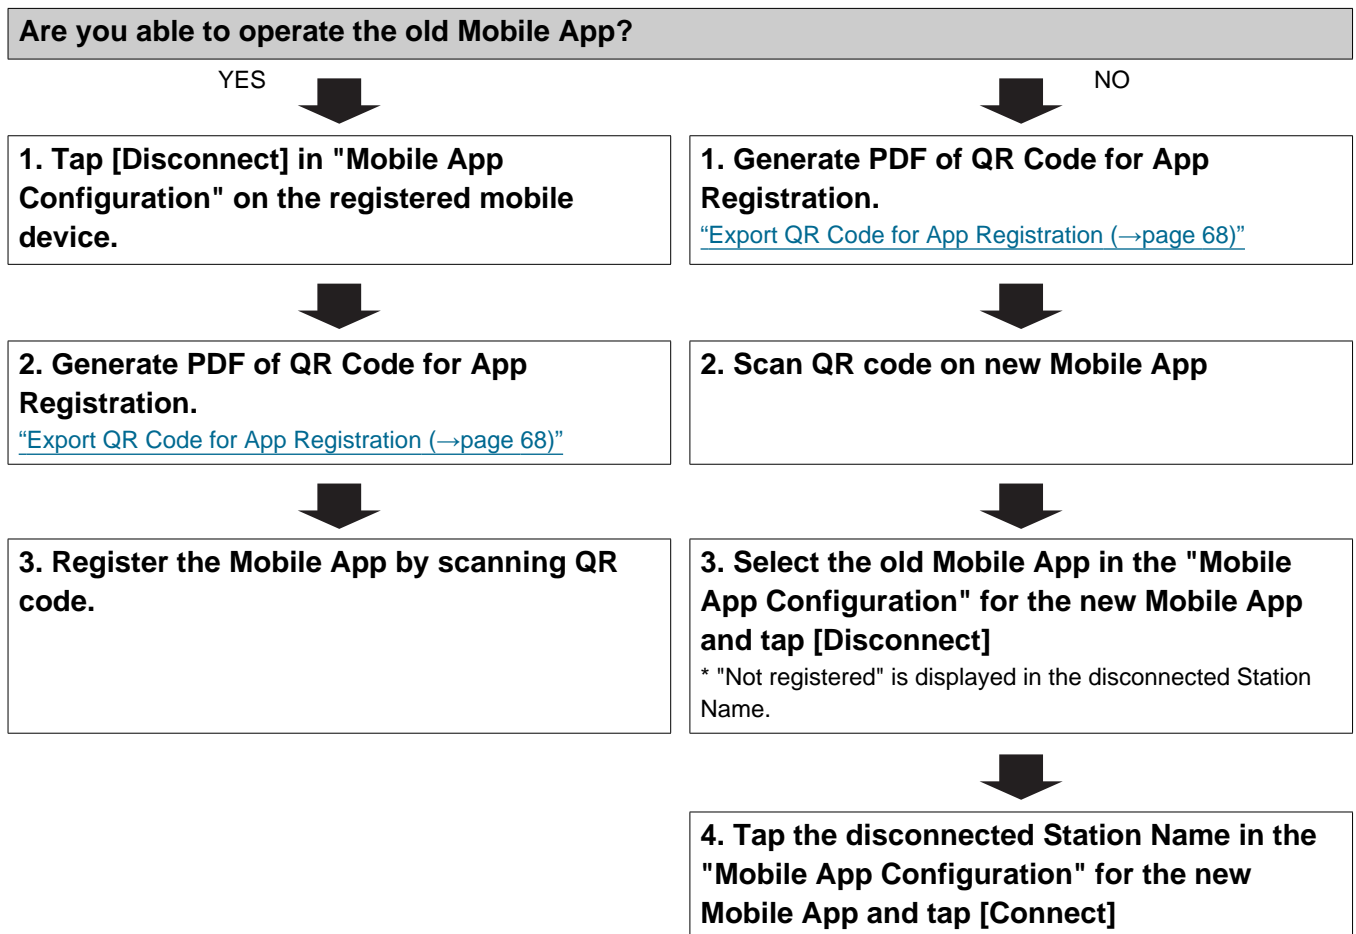 Are you able to operate the old Mobile App?
YES
NO
1. Tap [Disconnect] in "Mobile App
Configuration" on the registered mobile
device.
1. Generate PDF of QR Code for App
Registration.
“Export QR Code for App Registration (→page 68)”
2. Generate PDF of QR Code for App
Registration.
“Export QR Code for App Registration (→page 68)”
2. Scan QR code on new Mobile App
3. Register the Mobile App by scanning QR
code.
3. Select the old Mobile App in the "Mobile
App Configuration" for the new Mobile App
and tap [Disconnect]
* "Not registered" is displayed in the disconnected Station
Name.
4. Tap the disconnected Station Name in the
"Mobile App Configuration" for the new
Mobile App and tap [Connect]